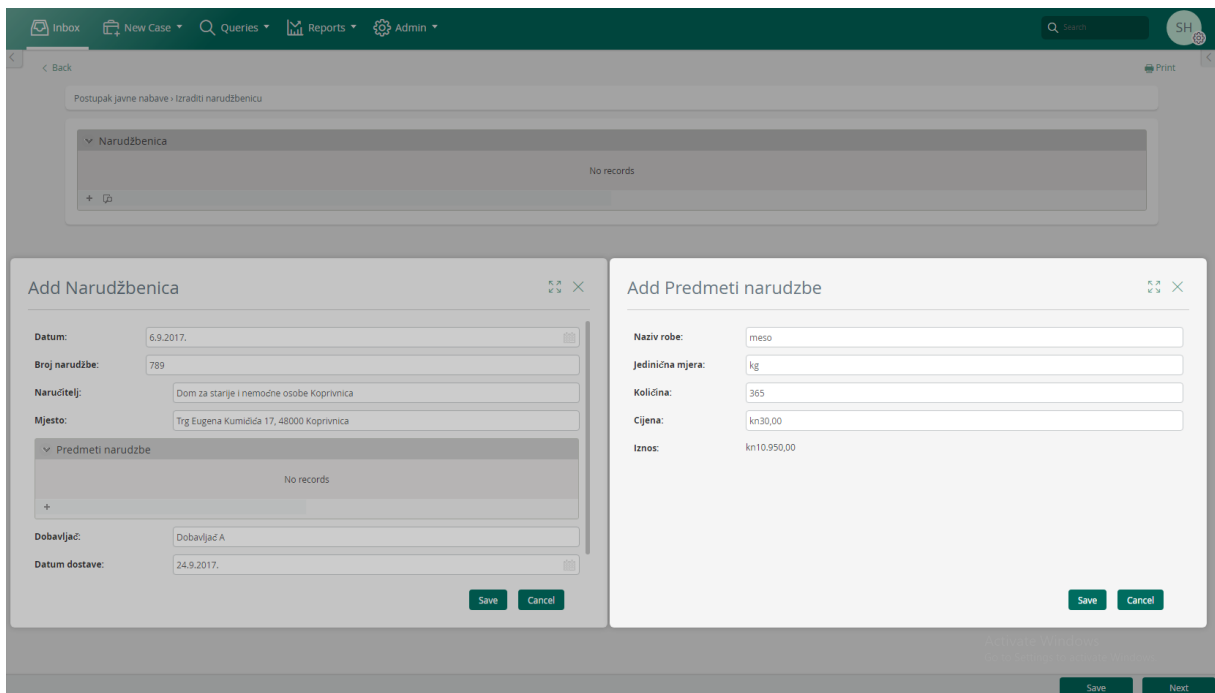 Inbox New Case Queries Reports Admin Search SH
Back Print
Postupak javne nabave › Izraditi narudžbenicu
Narudžbenica
No records
Add Narudžbenica
Datum: 6.9.2017.
Broj narudžbe: 789
Naručitelj: Dom za starije i nemoćne osobe Koprivnica
Mjesto: Trg Eugena Kumičića 17, 48000 Koprivnica
Predmeti narudzbe
No records
Dobavljač: Dobavljač A
Datum dostave: 24.9.2017.
Save Cancel
Add Predmeti narudzbe
Naziv robe: meso
Jedinična mjera: kg
Količina: 365
Cijena: kn30,00
Iznos: kn10.950,00
Save Cancel
Activate Windows
Save Next